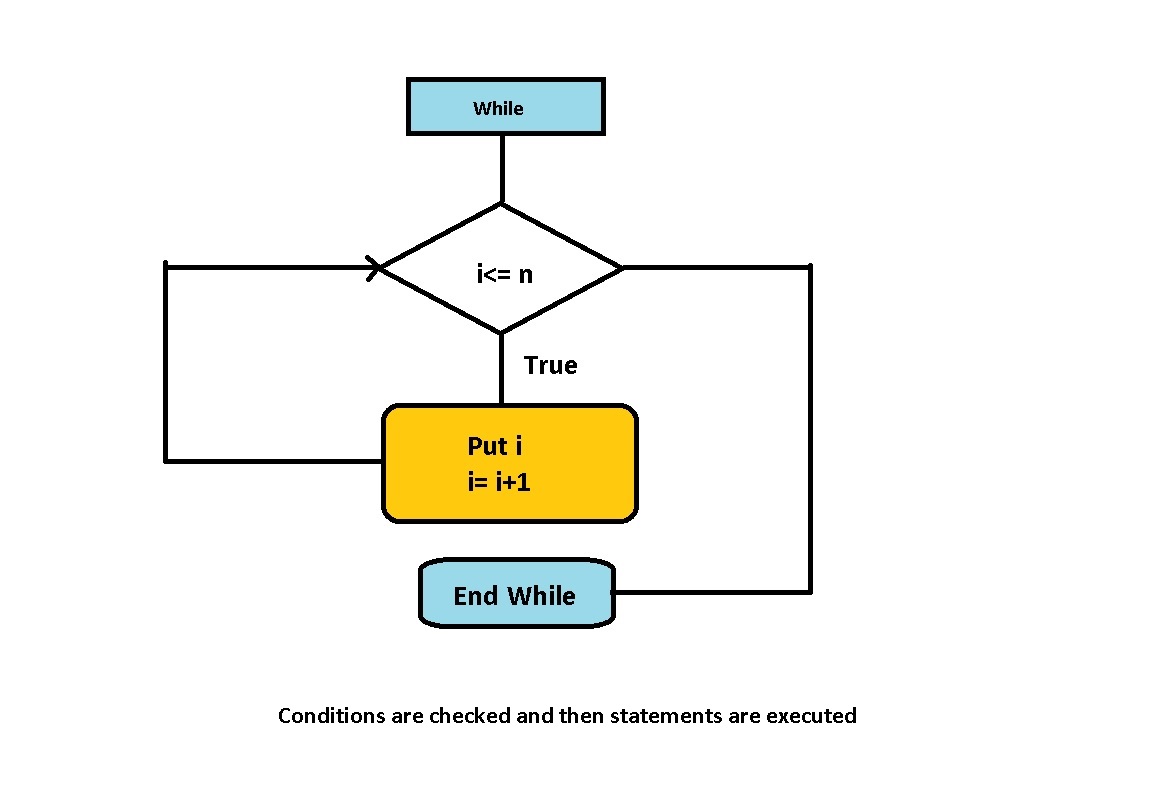 While
i<= n
True
Put i
i= i+1
End While
Conditions are checked and then statements are executed